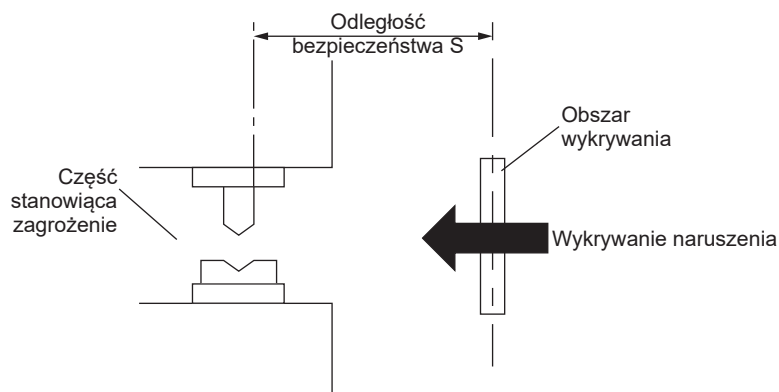 Odległość
bezpieczeństwa S
Obszar
wykrywania
Część
stanowiąca
zagrożenie
Wykrywanie naruszenia